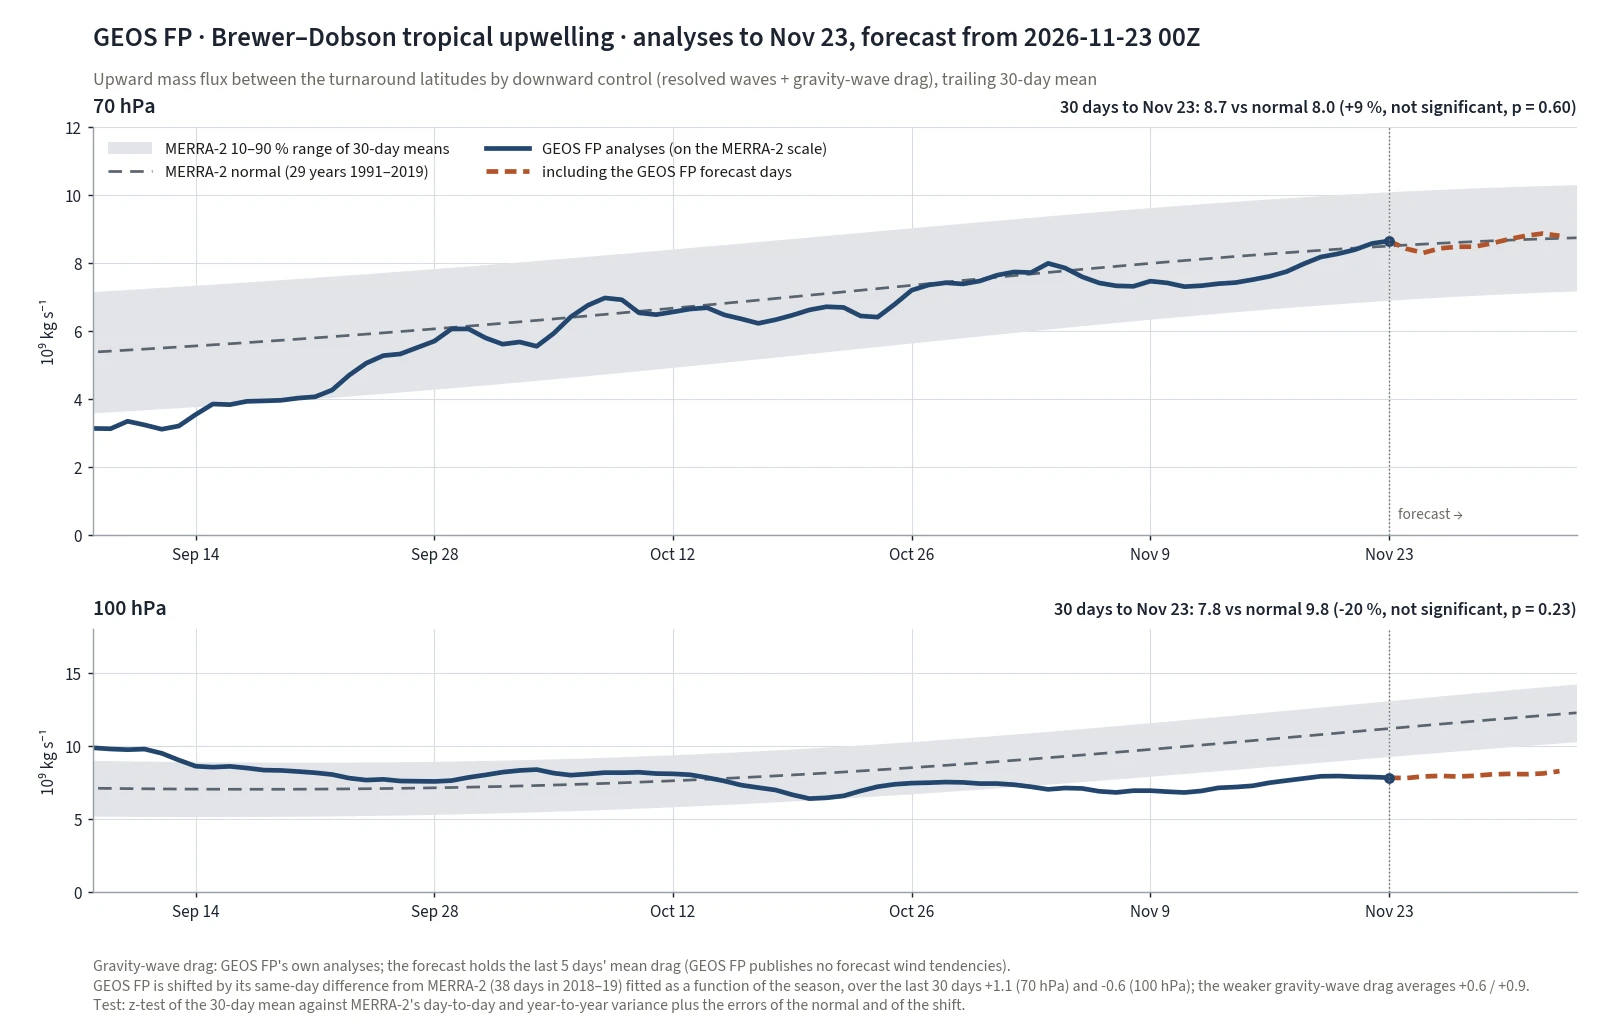 GEOS FP · Brewer–Dobson tropical upwelling · analyses to Nov 23, forecast from 2026-11-23 00Z
Upward mass flux between the turnaround latitudes by downward control (resolved waves + gravity-wave drag), trailing 30-day mean
70 hPa
30 days to Nov 23: 8.7 vs normal 8.0 (+9 %, not significant, p = 0.60)
MERRA-2 10–90 % range of 30-day means
MERRA-2 normal (29 years 1991–2019)
GEOS FP analyses (on the MERRA-2 scale)
including the GEOS FP forecast days
12
10
8
6
4
2
0
10⁹ kg s⁻¹
forecast →
Sep 14
Sep 28
Oct 12
Oct 26
Nov 9
Nov 23
100 hPa
30 days to Nov 23: 7.8 vs normal 9.8 (-20 %, not significant, p = 0.23)
15
10
5
0
10⁹ kg s⁻¹
Sep 14
Sep 28
Oct 12
Oct 26
Nov 9
Nov 23
Gravity-wave drag: GEOS FP's own analyses; the forecast holds the last 5 days' mean drag (GEOS FP publishes no forecast wind tendencies).
GEOS FP is shifted by its same-day difference from MERRA-2 (38 days in 2018–19) fitted as a function of the season, over the last 30 days +1.1 (70 hPa) and -0.6 (100 hPa); the weaker gravity-wave drag averages +0.6 / +0.9.
Test: z-test of the 30-day mean against MERRA-2's day-to-day and year-to-year variance plus the errors of the normal and of the shift.